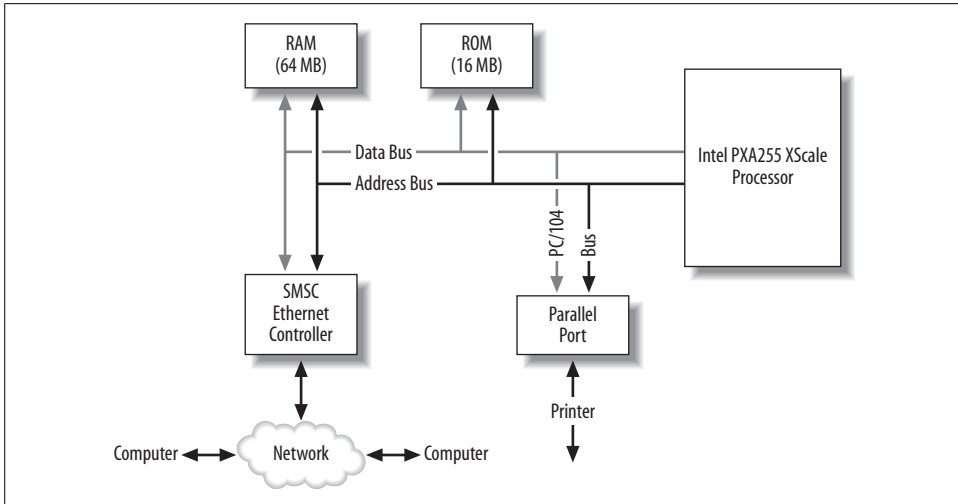 RAM
(64 MB)
ROM
(16 MB)
Intel PXA255 XScale
Processor
Data Bus
Address Bus
PC/104
Bus
SMSC
Ethernet
Controller
Parallel
Port
Printer
Computer
Network
Computer